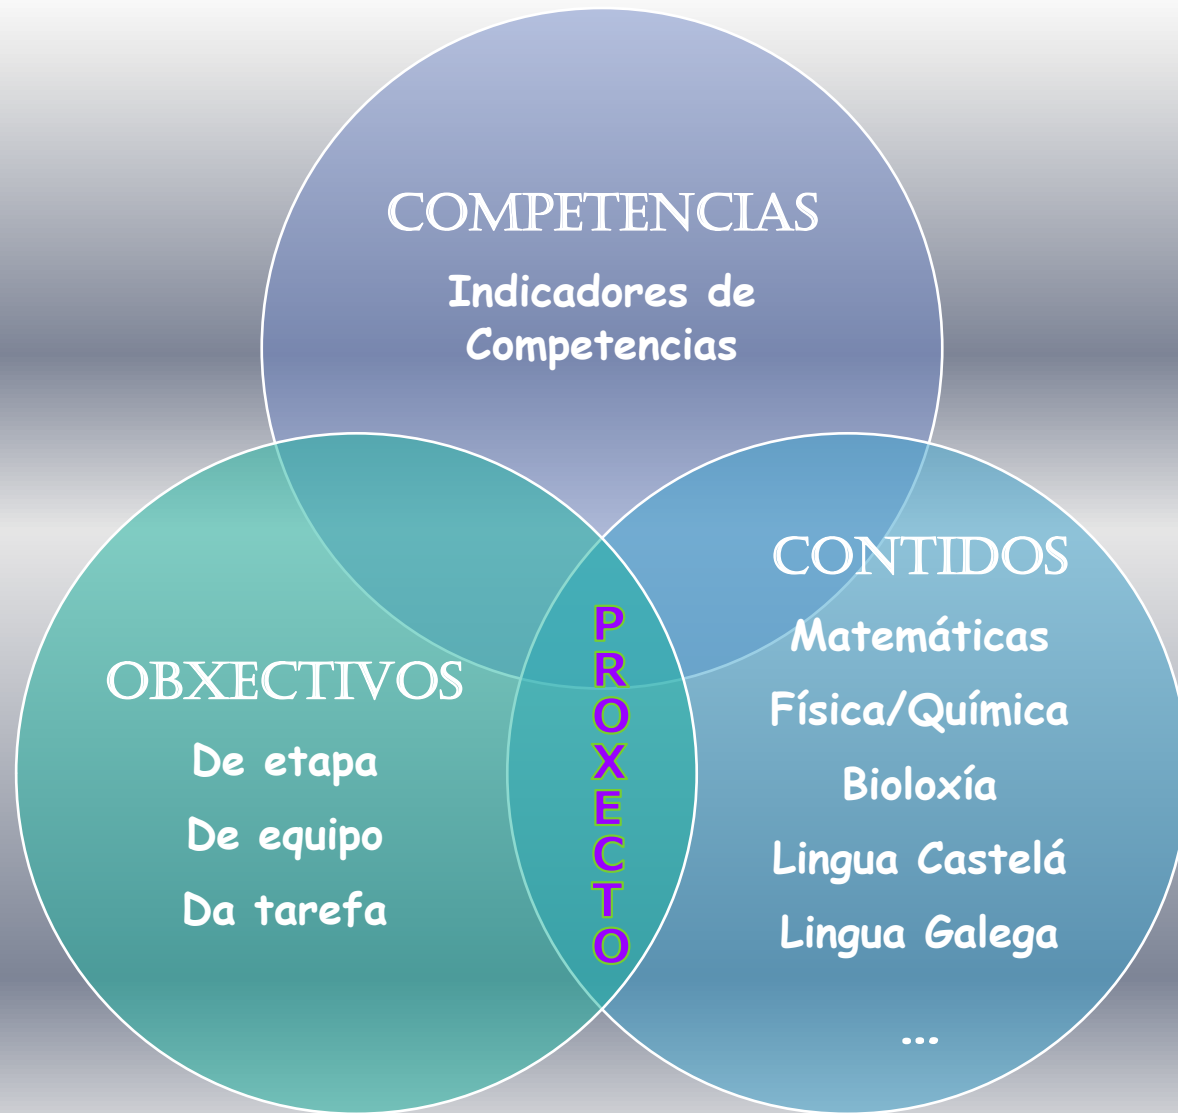 COMPETENCIAS
Indicadores de
Competencias
OBXECTIVOS
De etapa
De equipo
Da tarefa
PROXECTO
CONTIDOS
Matemáticas
Física/Química
Bioloxía
Lingua Castelá
Lingua Galega
...